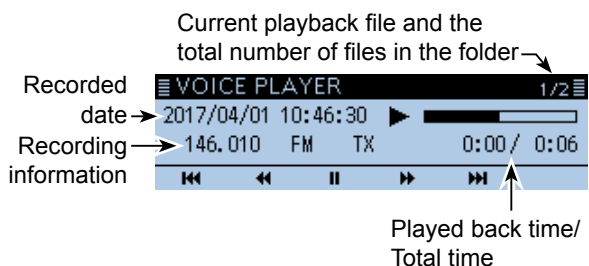 Current playback file and the
total number of files in the folder
Recorded
date
Recording
information
VOICE PLAYER 1/2
2017/04/01 10:46:30
146.010 FM TX 0:00/ 0:06
Played back time/
Total time